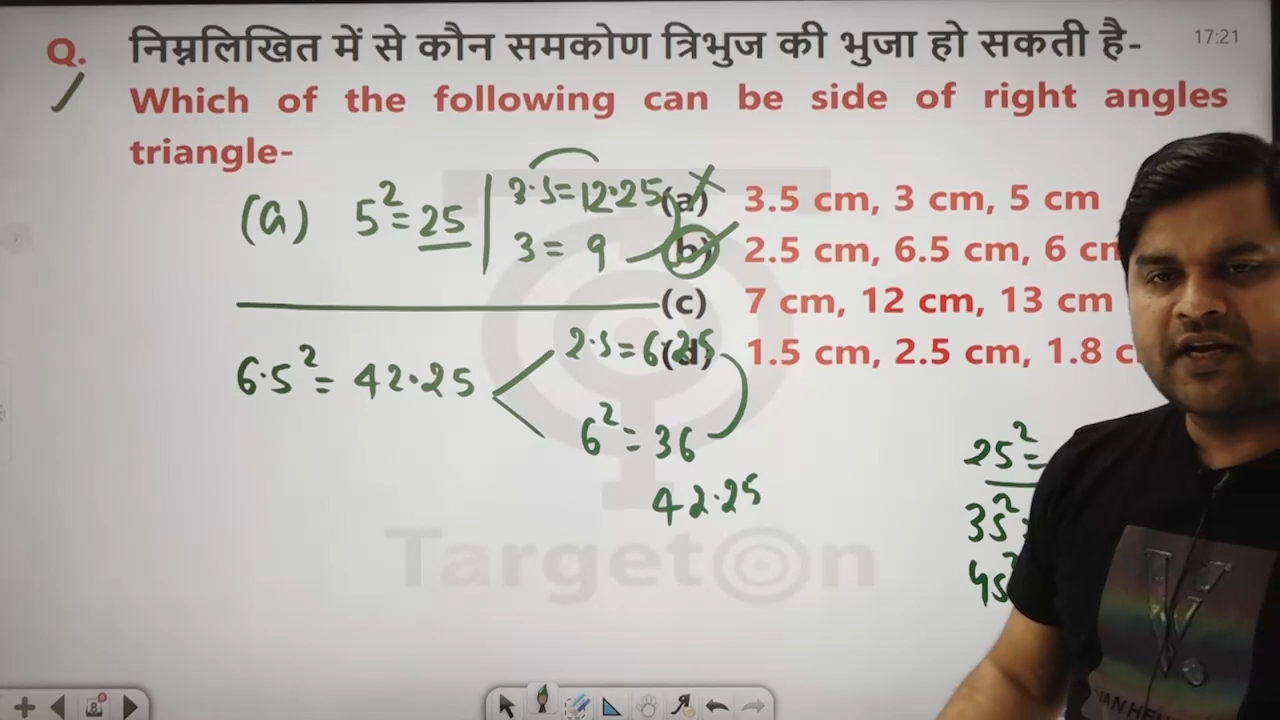 Q. निम्नलिखित में से कौन समकोण त्रिभुज की भुजा हो सकती है-
17:21
Which of the following can be side of right angles
triangle-
(a) 3.5 cm, 3 cm, 5 cm
(b) 2.5 cm, 6.5 cm, 6 cm
(c) 7 cm, 12 cm, 13 cm
(d) 1.5 cm, 2.5 cm, 1.8
(a) 5²=25
3.5=12.25
3=9
6.5²=42.25
2.5=6.25
6²=36
42.25
25²=
35²
45²
TargetOn
8